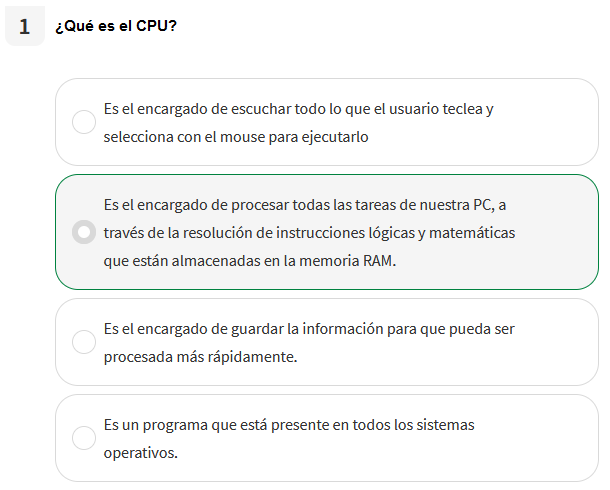 1 ¿Qué es el CPU?
Es el encargado de escuchar todo lo que el usuario teclea y
selecciona con el mouse para ejecutarlo
Es el encargado de procesar todas las tareas de nuestra PC, a
través de la resolución de instrucciones lógicas y matemáticas
que están almacenadas en la memoria RAM.
Es el encargado de guardar la información para que pueda ser
procesada más rápidamente.
Es un programa que está presente en todos los sistemas
operativos.